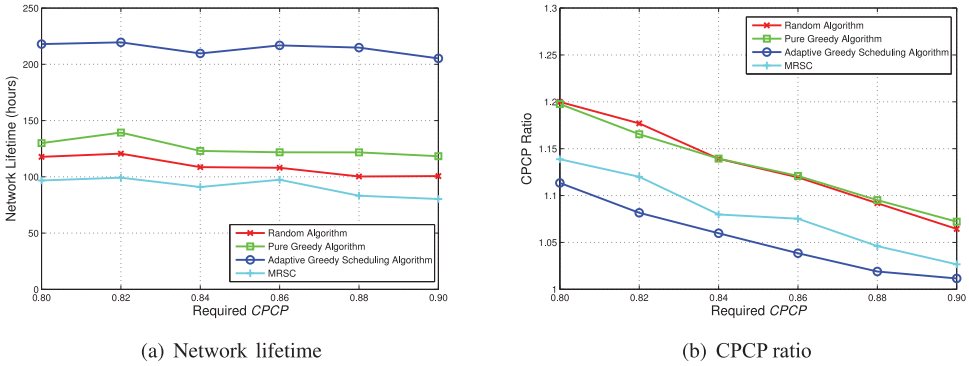 250
200
150
100
50
0
Network Lifetime (hours)
Random Algorithm
Pure Greedy Algorithm
Adaptive Greedy Scheduling Algorithm
MRSC
0.80 0.82 0.84 0.86 0.88 0.90
Required CPCP
(a) Network lifetime
1.3
1.25
1.2
1.15
1.1
1.05
1
CPCP Ratio
Random Algorithm
Pure Greedy Algorithm
Adaptive Greedy Scheduling Algorithm
MRSC
0.80 0.82 0.84 0.86 0.88 0.90
Required CPCP
(b) CPCP ratio